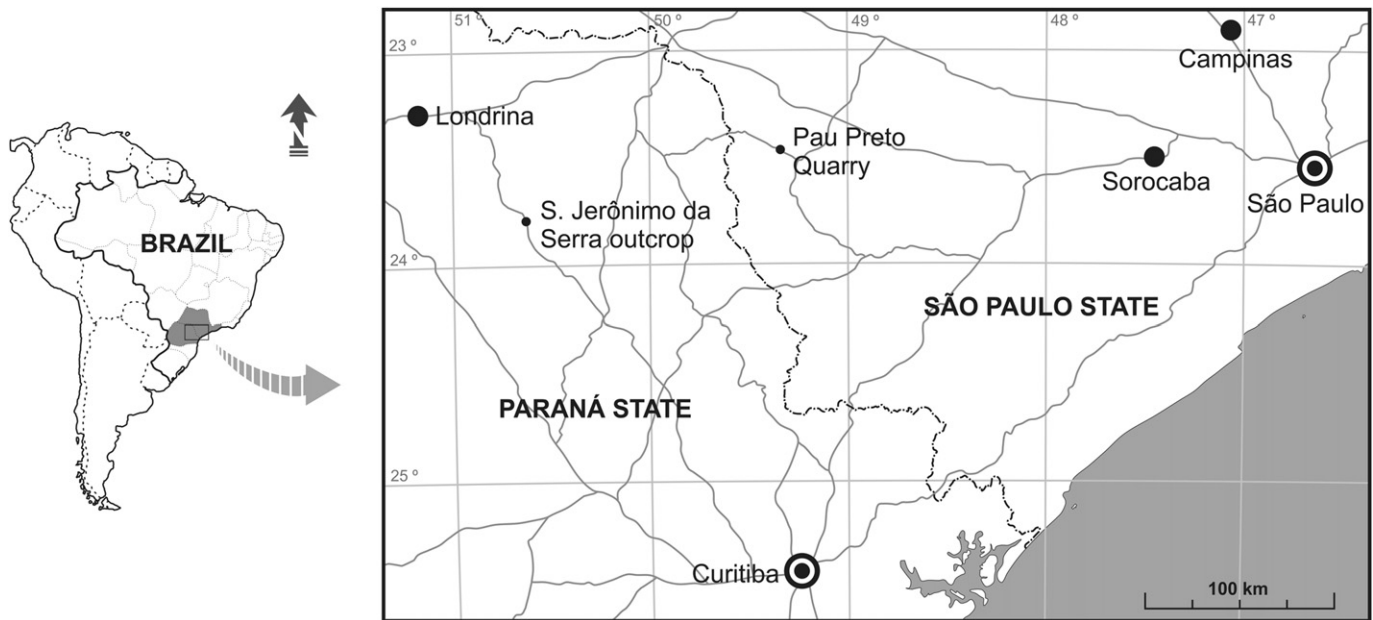 51 º
50 º
49 º
48 º
47 º
23 º
Campinas
Londrina
Pau Preto
Quarry
Sorocaba
São Paulo
N
S. Jerônimo da
Serra outcrop
BRAZIL
24 º
SÃO PAULO STATE
PARANÁ STATE
25 º
Curitiba
100 km